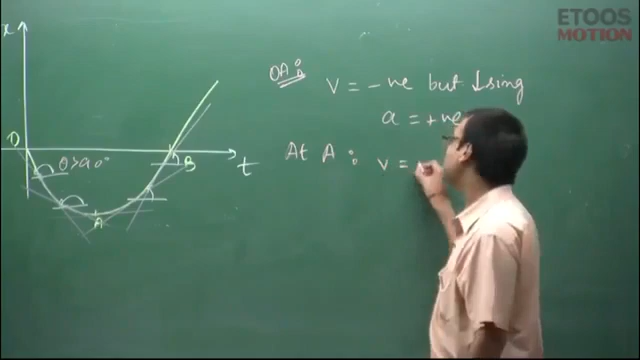 ETOOS
MOTION
x
OA :
V = -ve but ↓sing
a = +ve
At A : V =
O
θ>90°
B
t
A